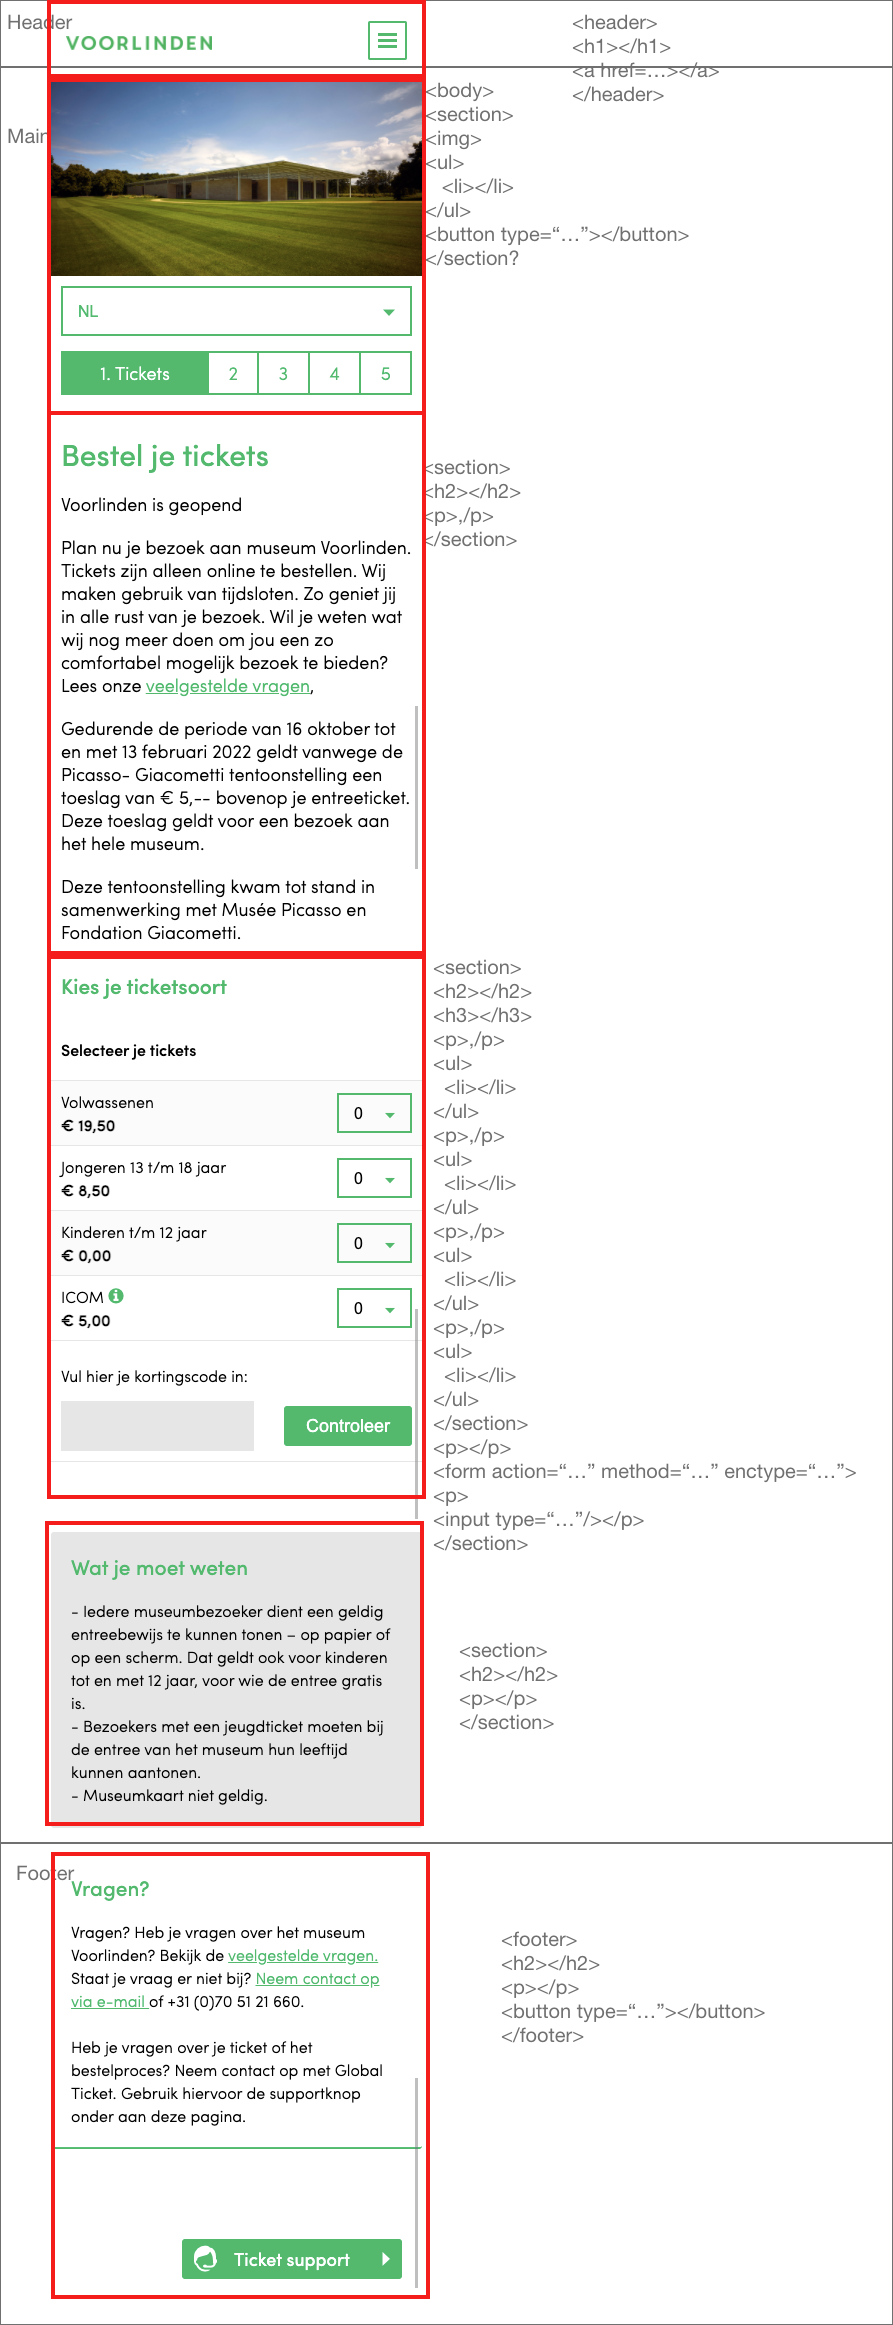 Header
VOORLINDEN
<header>
<h1></h1>
<a href=...></a>
</header>
Main
<body>
<section>
<img>
<ul>
<li></li>
</ul>
<button type=“...”></button>
</section?
NL
1. Tickets 2 3 4 5
Bestel je tickets
Voorlinden is geopend
Plan nu je bezoek aan museum Voorlinden.
Tickets zijn alleen online te bestellen. Wij
maken gebruik van tijdsloten. Zo geniet jij
in alle rust van je bezoek. Wil je weten wat
wij nog meer doen om jou een zo
comfortabel mogelijk bezoek te bieden?
Lees onze veelgestelde vragen,
Gedurende de periode van 16 oktober tot
en met 13 februari 2022 geldt vanwege de
Picasso- Giacometti tentoonstelling een
toeslag van € 5,-- bovenop je entreeticket.
Deze toeslag geldt voor een bezoek aan
het hele museum.
Deze tentoonstelling kwam tot stand in
samenwerking met Musée Picasso en
Fondation Giacometti.
<section>
<h2></h2>
<p>,/p>
</section>
Kies je ticketsoort
Selecteer je tickets
Volwassenen
€ 19,50
0
Jongeren 13 t/m 18 jaar
€ 8,50
0
Kinderen t/m 12 jaar
€ 0,00
0
ICOM
€ 5,00
0
Vul hier je kortingscode in:
Controleer
<section>
<h2></h2>
<h3></h3>
<p>,/p>
<ul>
<li></li>
</ul>
<p>,/p>
<ul>
<li></li>
</ul>
<p>,/p>
<ul>
<li></li>
</ul>
<p>,/p>
<ul>
<li></li>
</ul>
</section>
<p></p>
<form action=“...” method=“...” enctype=“...”>
<p>
<input type=“...”/></p>
</section>
Wat je moet weten
- Iedere museumbezoeker dient een geldig
entreebewijs te kunnen tonen – op papier of
op een scherm. Dat geldt ook voor kinderen
tot en met 12 jaar, voor wie de entree gratis
is.
- Bezoekers met een jeugdticket moeten bij
de entree van het museum hun leeftijd
kunnen aantonen.
- Museumkaart niet geldig.
<section>
<h2></h2>
<p></p>
</section>
Footer
Vragen?
Vragen? Heb je vragen over het museum
Voorlinden? Bekijk de veelgestelde vragen.
Staat je vraag er niet bij? Neem contact op
via e-mail of +31 (0)70 51 21 660.
Heb je vragen over je ticket of het
bestelproces? Neem contact op met Global
Ticket. Gebruik hiervoor de supportknop
onder aan deze pagina.
Ticket support
<footer>
<h2></h2>
<p></p>
<button type=“...”></button>
</footer>